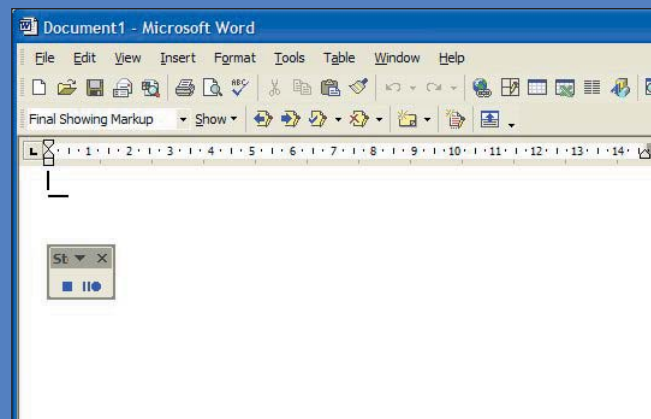 Document1 - Microsoft Word
File Edit View Insert Format Tools Table Window Help
ABC
Final Showing Markup Show
L 1 2 3 4 5 6 7 8 9 10 11 12 13 14
St